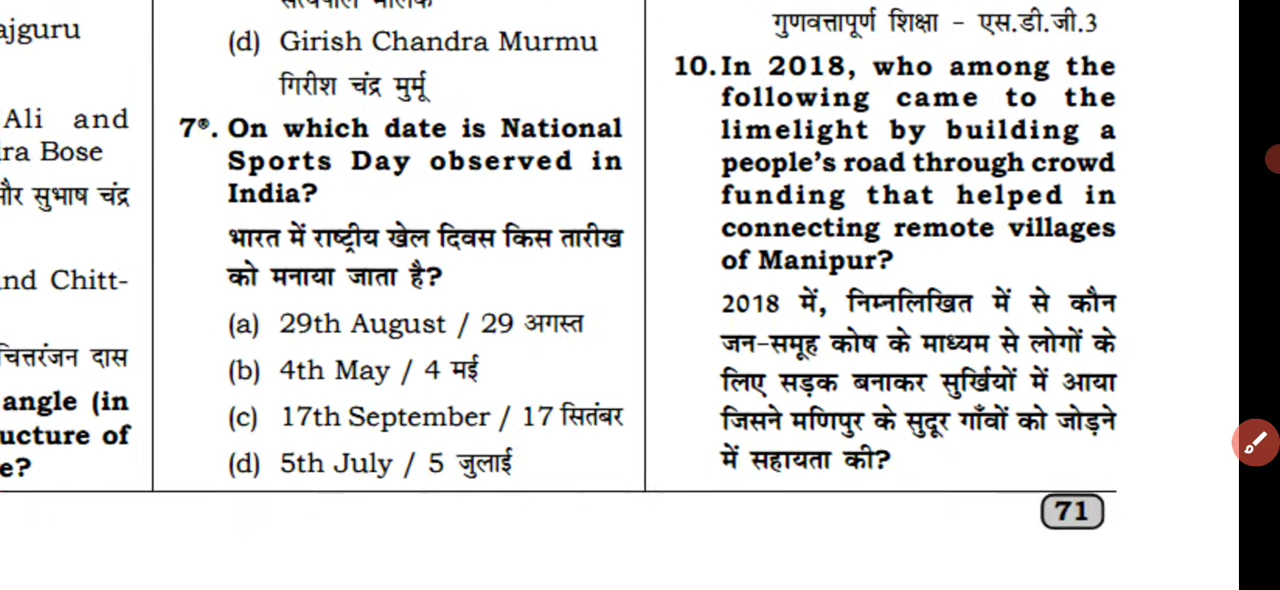 ajguru
Ali and
ra Bose
और सुभाष चंद्र
nd Chitt-
चित्तरंजन दास
angle (in
ucture of
e?
सत्यपाल मलिक
(d) Girish Chandra Murmu
गिरीश चंद्र मुर्मू
7®. On which date is National
Sports Day observed in
India?
भारत में राष्ट्रीय खेल दिवस किस तारीख
को मनाया जाता है?
(a) 29th August / 29 अगस्त
(b) 4th May / 4 मई
(c) 17th September / 17 सितंबर
(d) 5th July / 5 जुलाई
गुणवत्तापूर्ण शिक्षा - एस.डी.जी.3
10. In 2018, who among the
following came to the
limelight by building a
people's road through crowd
funding that helped in
connecting remote villages
of Manipur?
2018 में, निम्नलिखित में से कौन
जन-समूह कोष के माध्यम से लोगों के
लिए सड़क बनाकर सुर्खियों में आया
जिसने मणिपुर के सुदूर गाँवों को जोड़ने
में सहायता की?
71